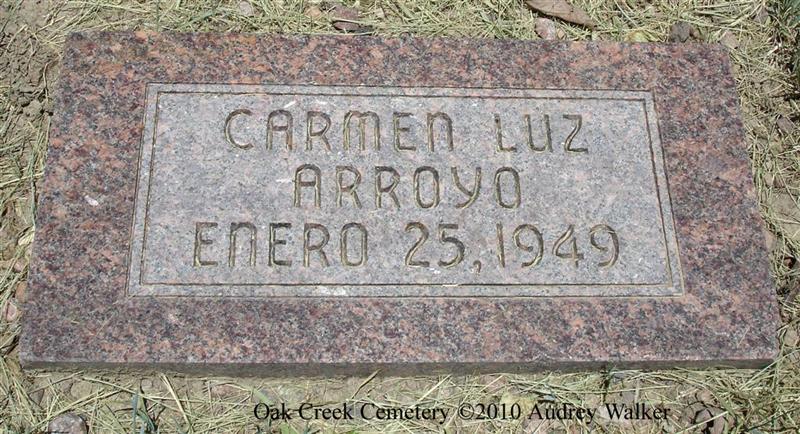 CARMEN LUZ
ARROYO
ENERO 25, 1949
Oak Creek Cemetery ©2010 Audrey Walker